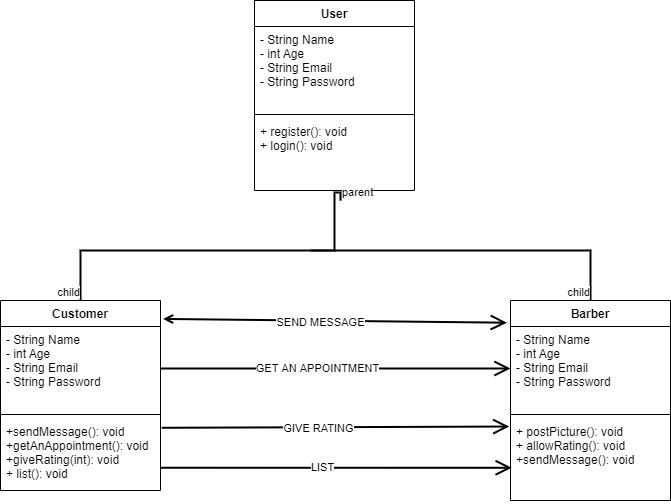 User
- String Name
- int Age
- String Email
- String Password
+ register(): void
+ login(): void
parent
child
child
Customer
- String Name
- int Age
- String Email
- String Password
+sendMessage(): void
+getAnAppointment(): void
+giveRating(int): void
+ list(): void
SEND MESSAGE
GET AN APPOINTMENT
GIVE RATING
LIST
Barber
- String Name
- int Age
- String Email
- String Password
+ postPicture(): void
+ allowRating(): void
+sendMessage(): void